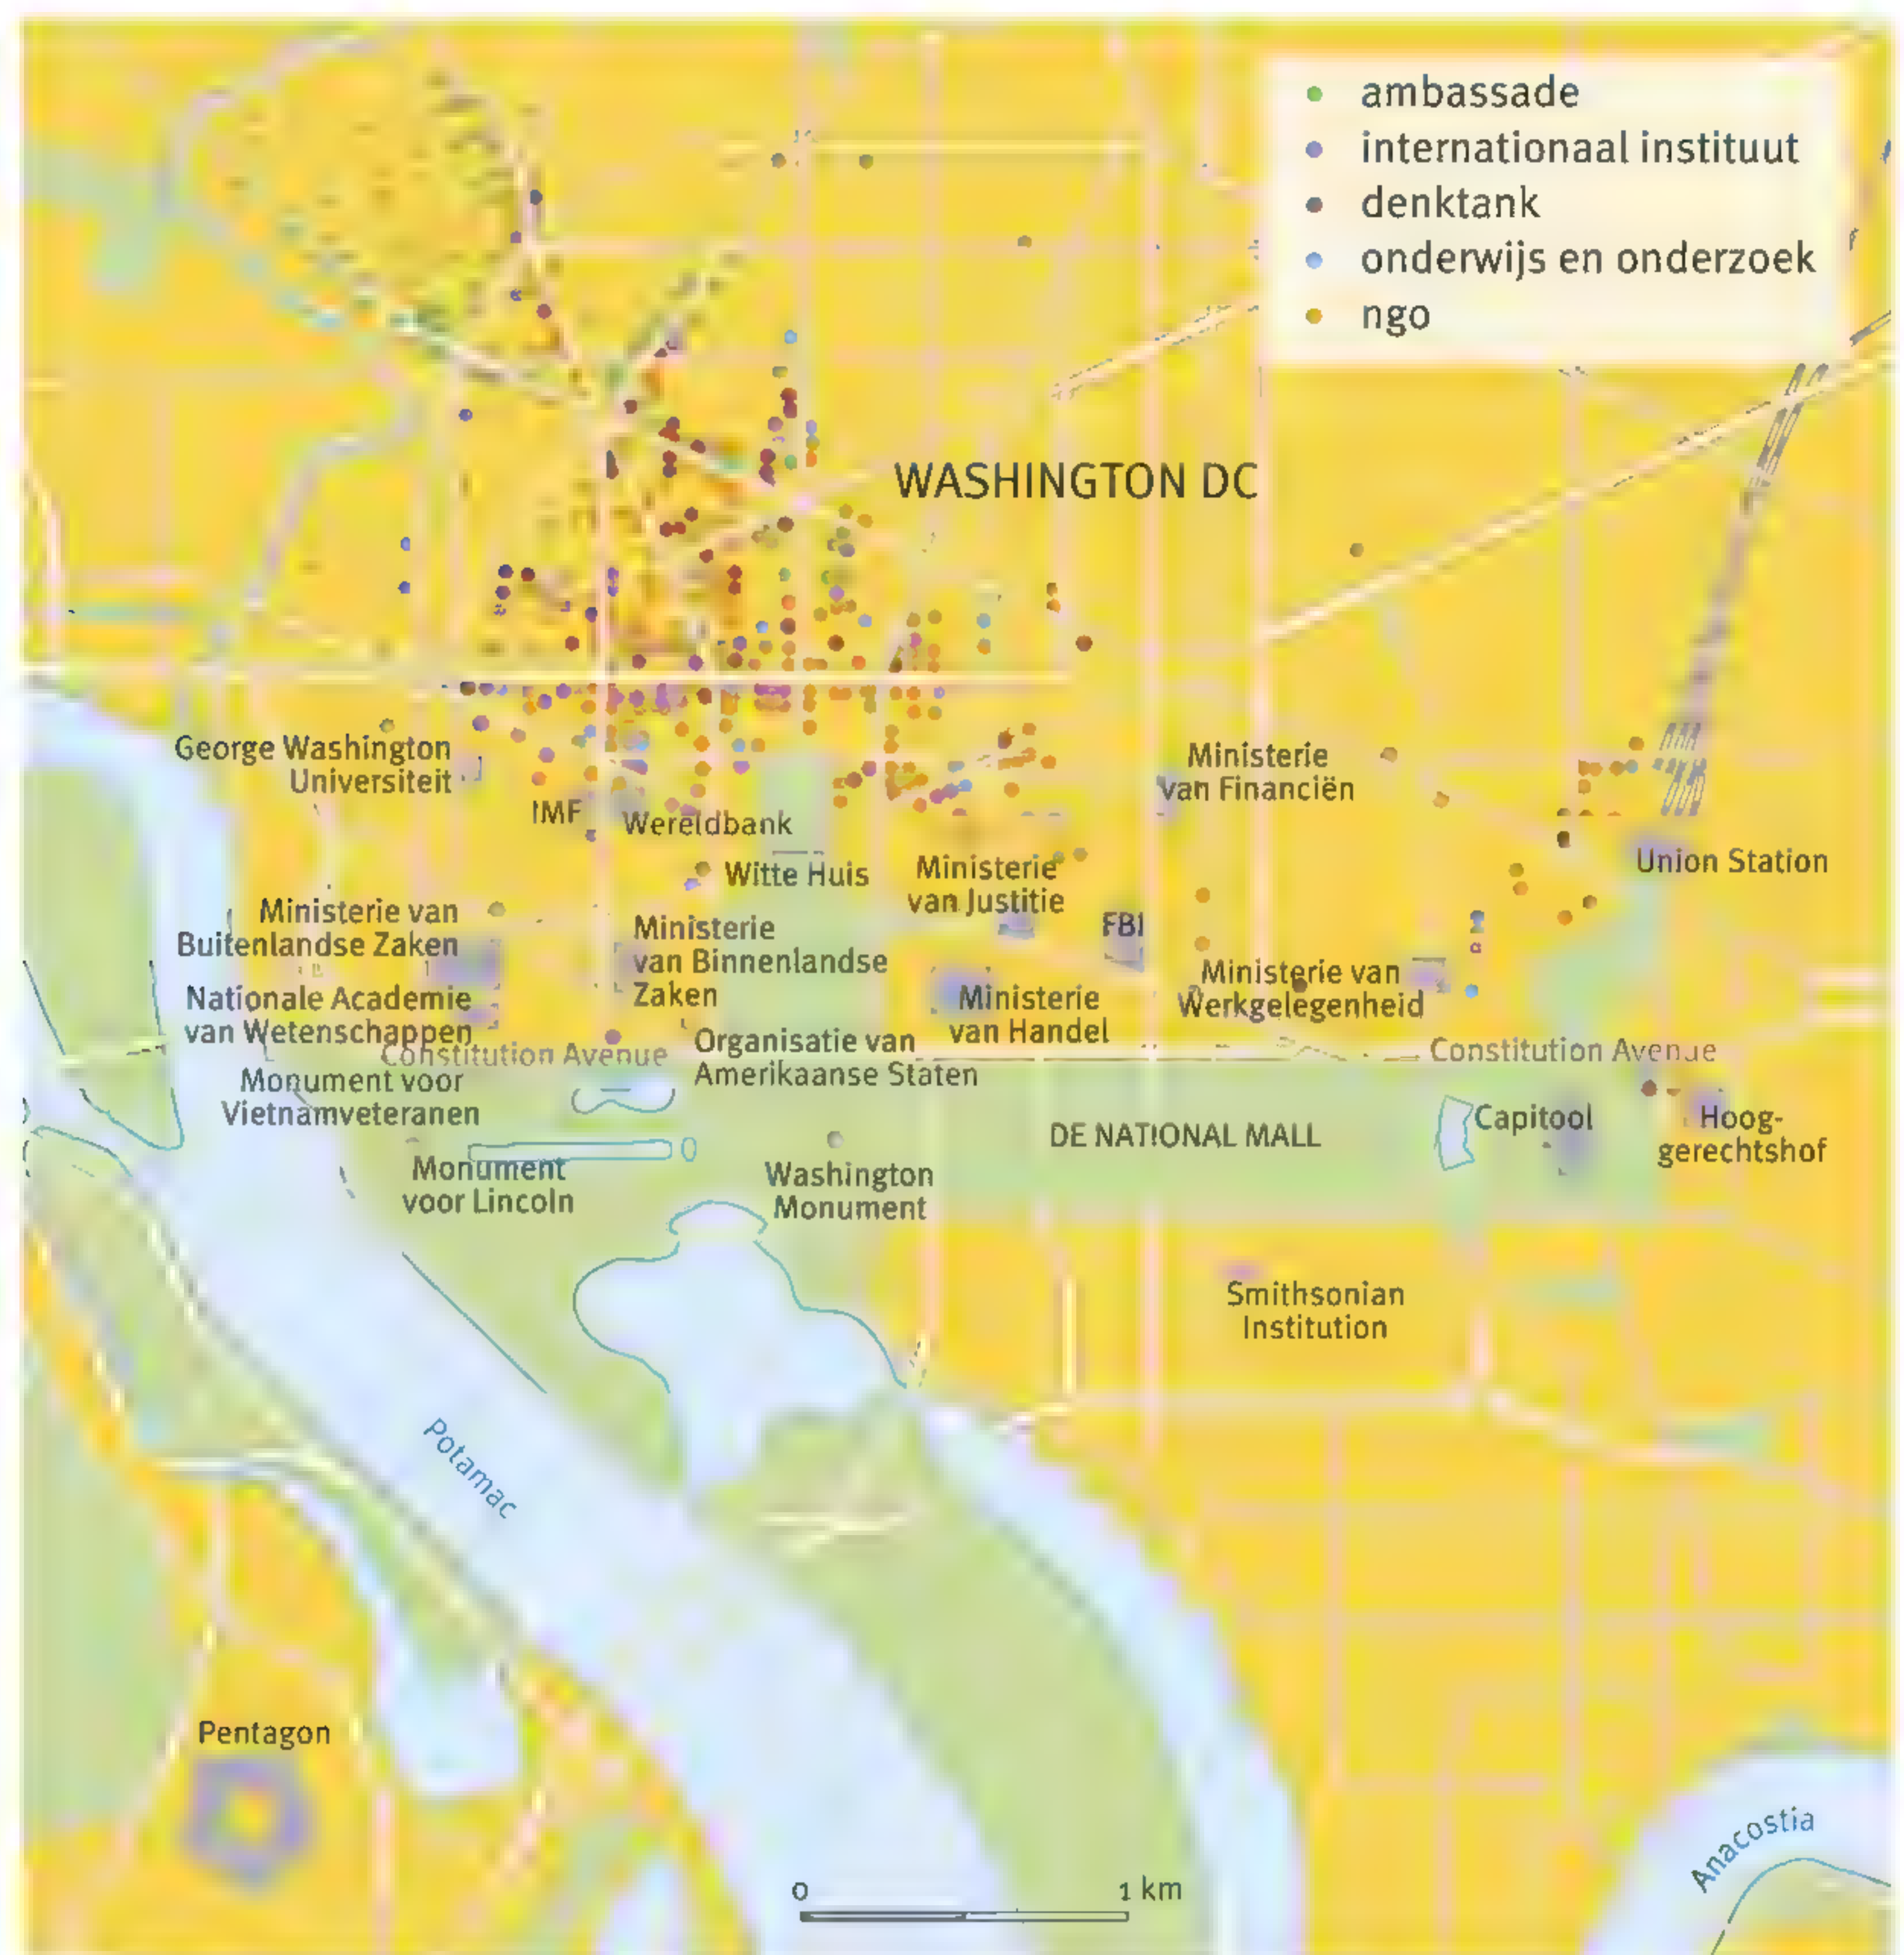 ambassade
internationaal instituut
denktank
onderwijs en onderzoek
ngo
WASHINGTON DC
George Washington
Universiteit
IMF
Wereldbank
Witte Huis
Ministerie
van Justitie
FBI
Ministerie
van Financiën
Union Station
Ministerie van
Buitenlandse Zaken
Ministerie
van Binnenlandse
Zaken
Nationale Academie
van Wetenschappen
Ministerie
van Handel
Ministerie van
Werkgelegenheid
Constitution Avenue
Organisatie van
Amerikaanse Staten
Constitution Avenue
Monument voor
Vietnamveteranen
DE NATIONAL MALL
Capitool
Hoog-
gerechtshof
Monument
voor Lincoln
Washington
Monument
Smithsonian
Institution
Potamac
Pentagon
Anacostia
0 1 km